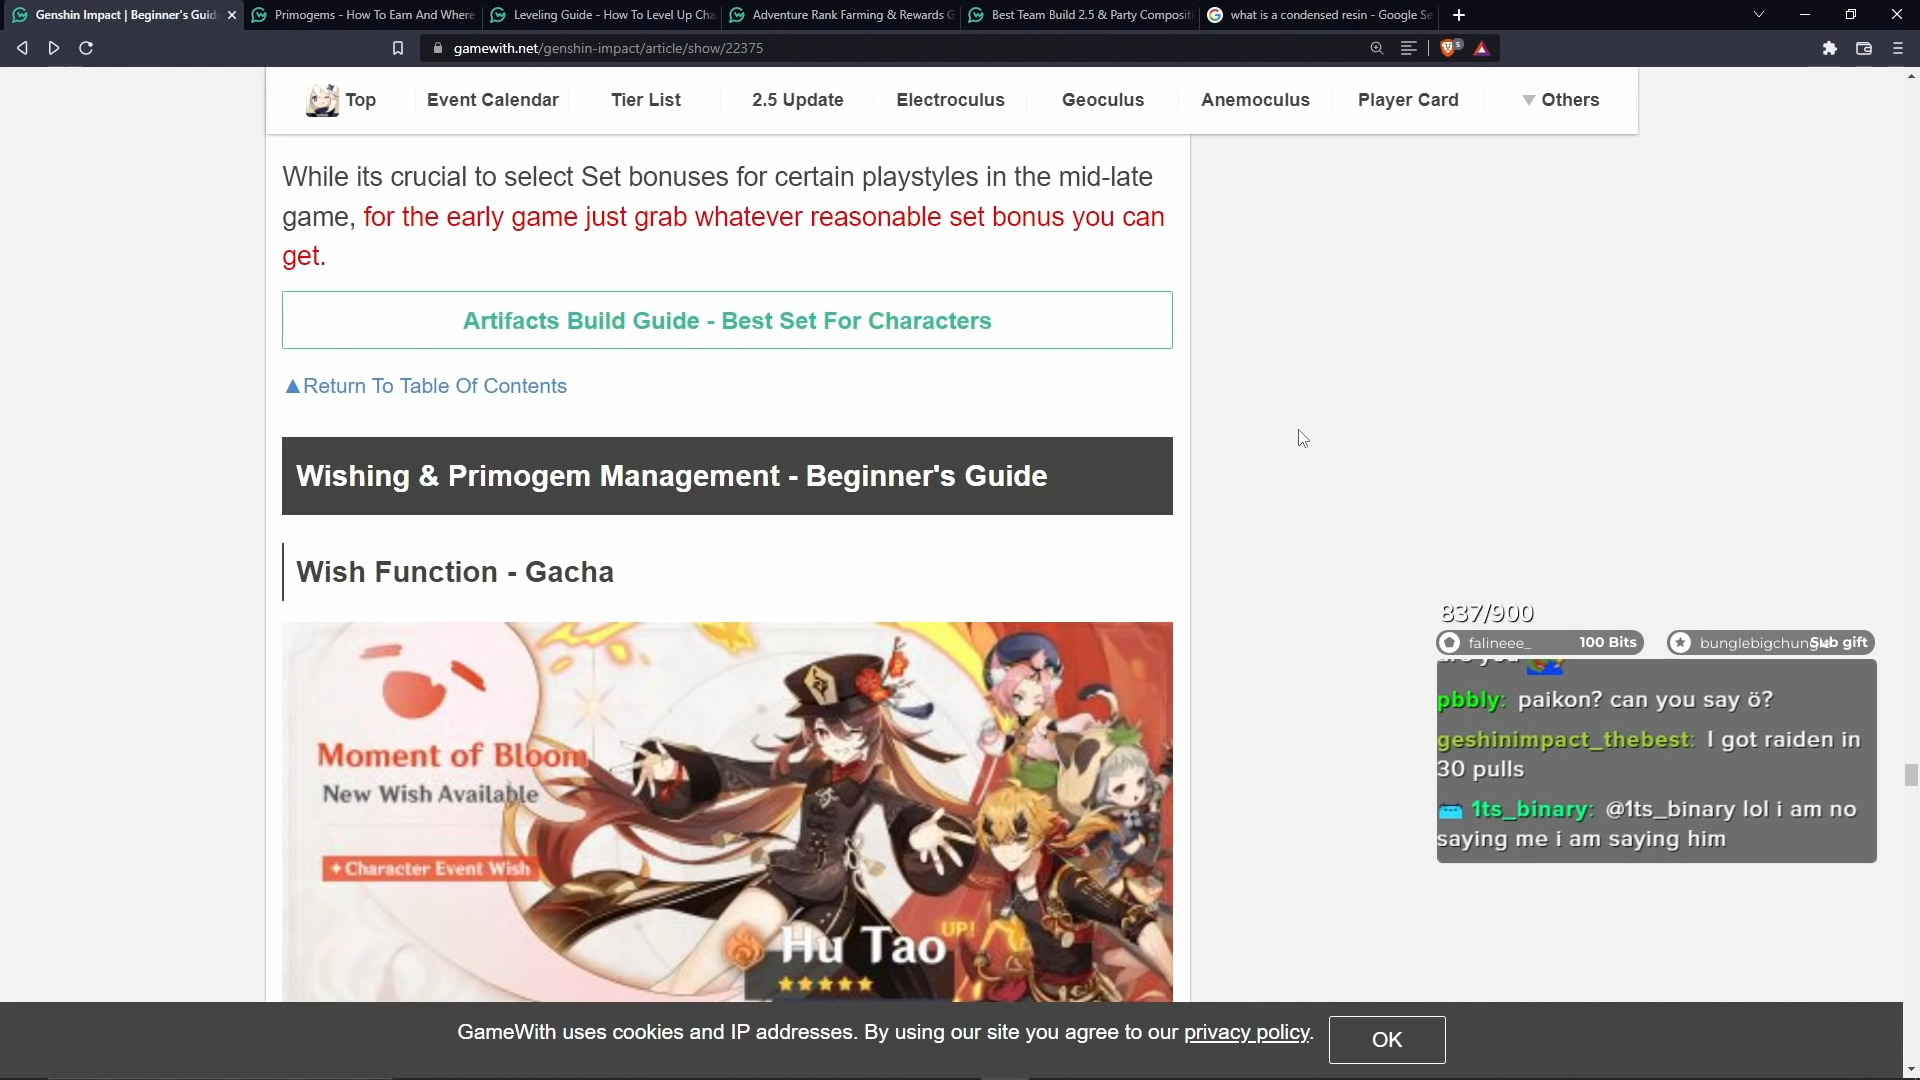 Genshin Impact | Beginner's Guid
Primogems - How To Earn And Where
Leveling Guide - How To Level Up Cha
Adventure Rank Farming & Rewards G
Best Team Build 2.5 & Party Compositi
what is a condensed resin - Google Se
gamewith.net/genshin-impact/article/show/22375
5
Top
Event Calendar
Tier List
2.5 Update
Electroculus
Geoculus
Anemoculus
Player Card
▼ Others
While its crucial to select Set bonuses for certain playstyles in the mid-late
game, for the early game just grab whatever reasonable set bonus you can
get.
Artifacts Build Guide - Best Set For Characters
▲Return To Table Of Contents
Wishing & Primogem Management - Beginner's Guide
Wish Function - Gacha
Moment of Bloom
New Wish Available
Character Event Wish
UP!
Hu Tao
837/900
falineee_ 100 Bits
Sub gift
are you
pbbly: paikon? can you say ö?
geshinimpact_thebest: I got raiden in
30 pulls
1ts_binary: @1ts_binary lol i am no
saying me i am saying him
GameWith uses cookies and IP addresses. By using our site you agree to our privacy policy.
OK